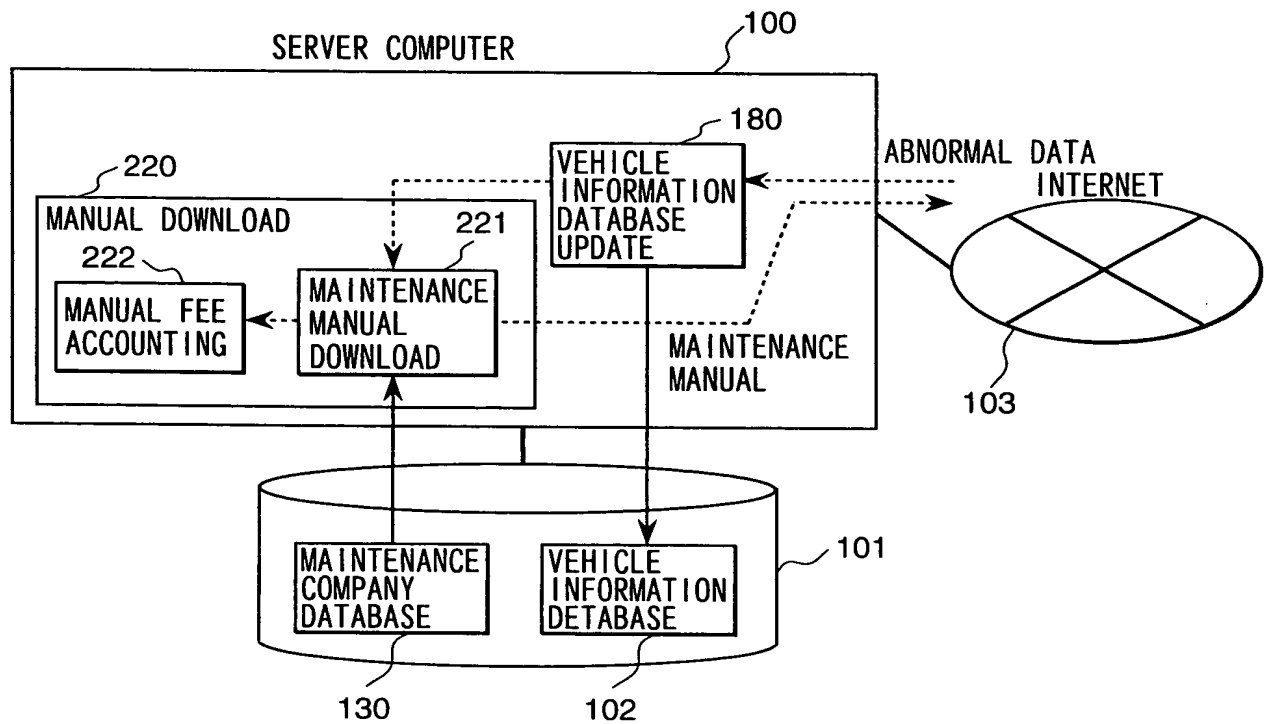 100
SERVER COMPUTER
180
220
VEHICLE
INFORMATION
DATABASE
UPDATE
ABNORMAL DATA
INTERNET
MANUAL DOWNLOAD
221
222
MANUAL FEE
ACCOUNTING
MAINTENANCE
MANUAL
DOWNLOAD
MAINTENANCE
MANUAL
103
MAINTENANCE
COMPANY
DATABASE
VEHICLE
INFORMATION
DETABASE
101
130
102